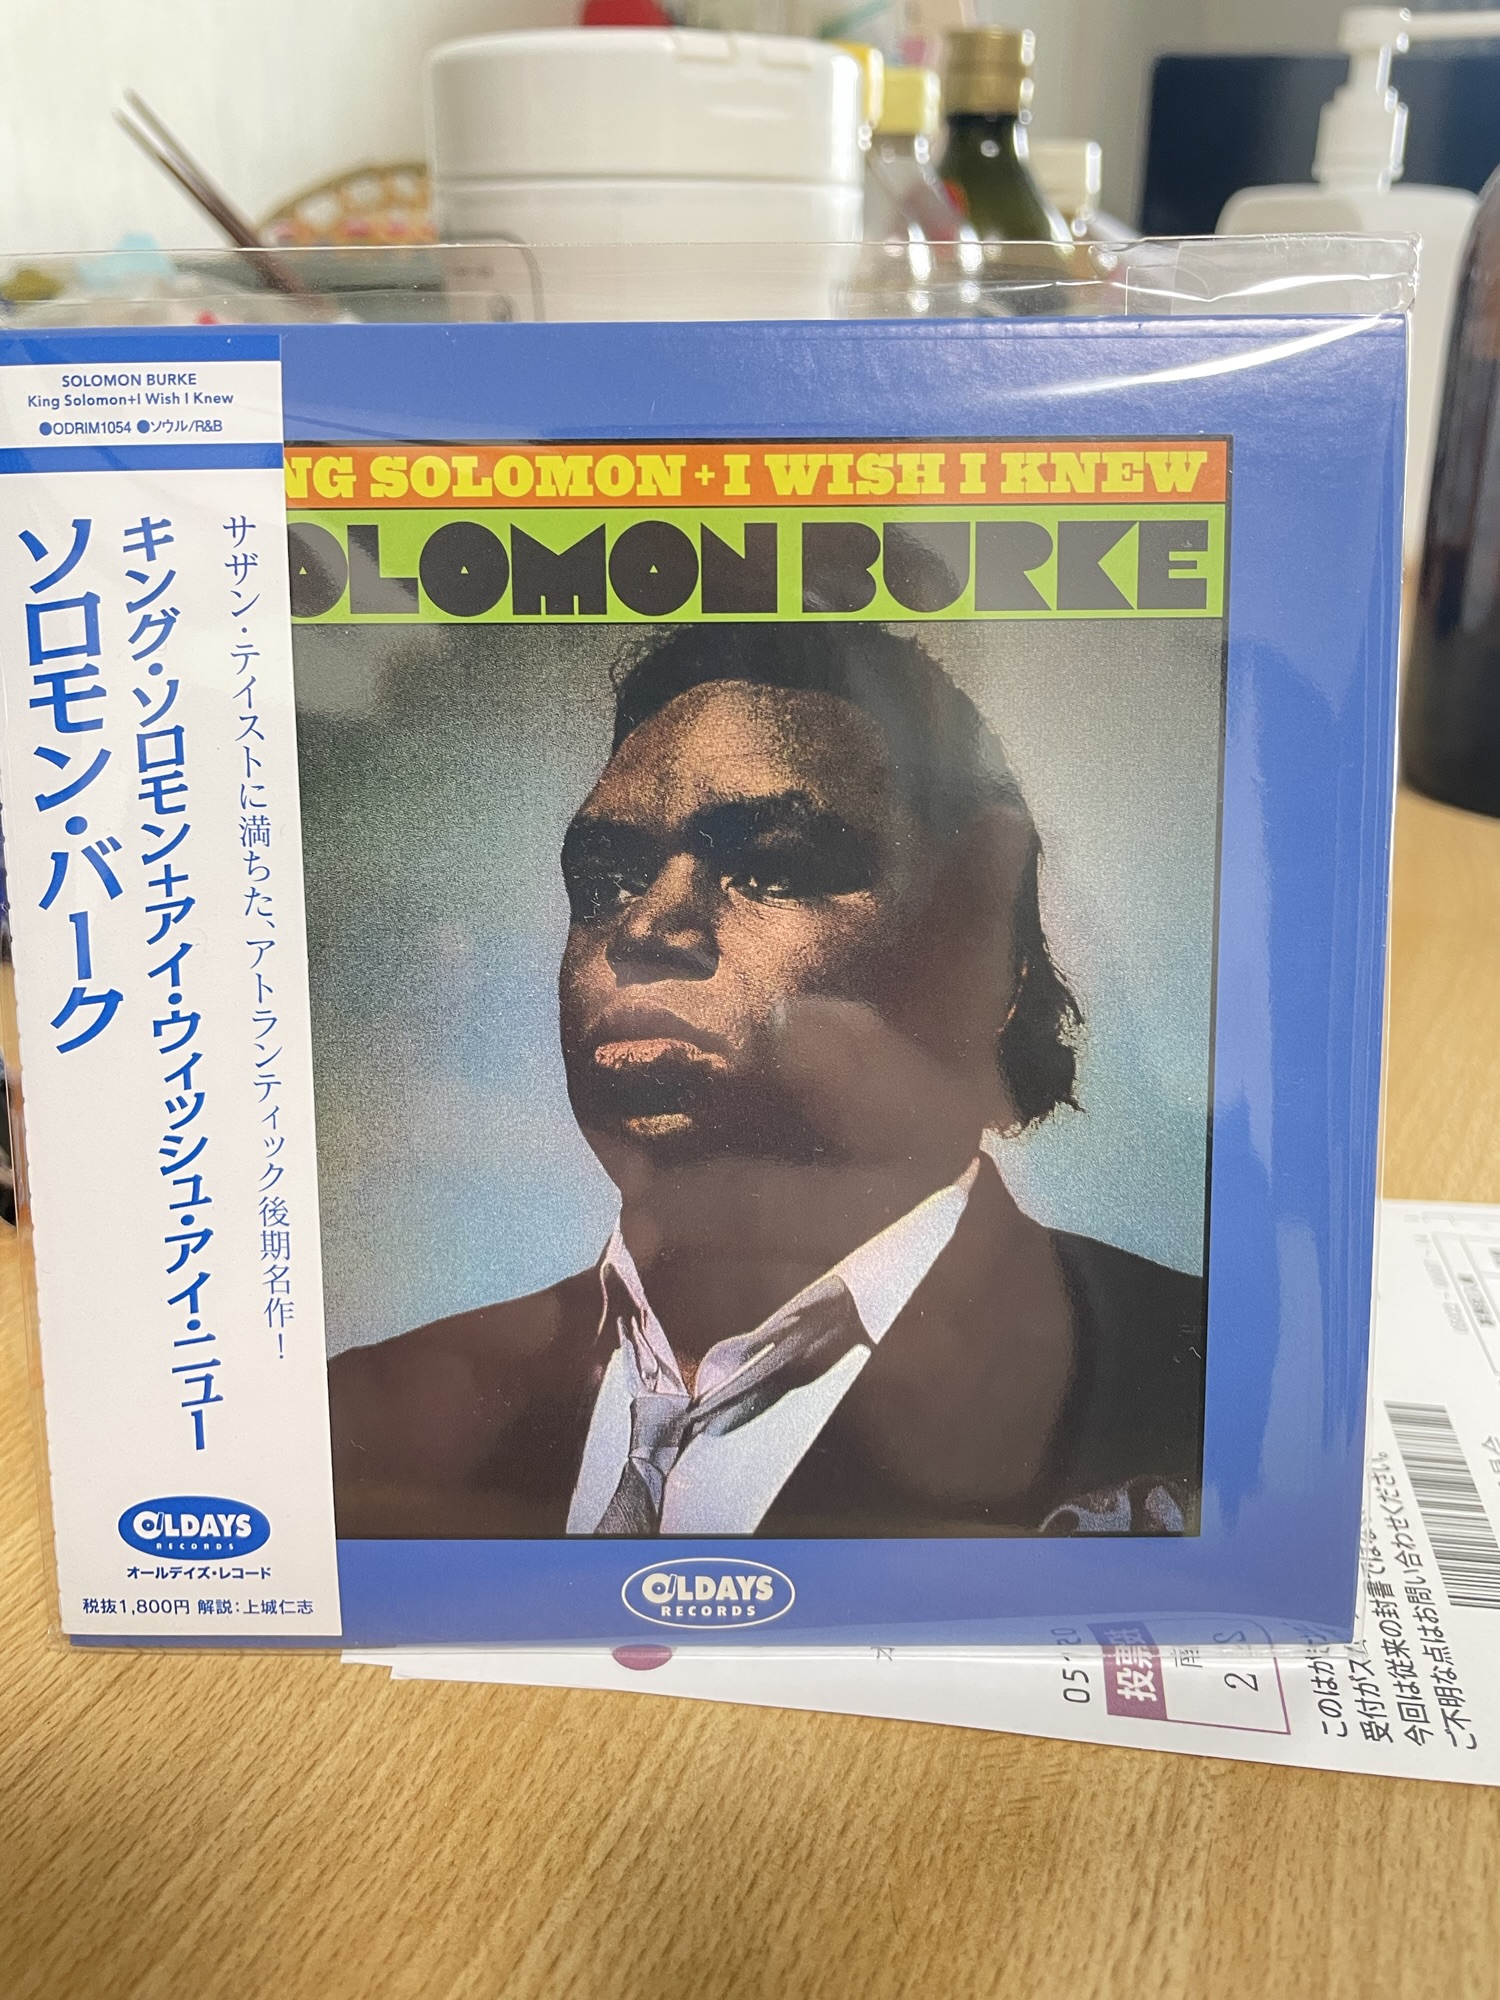 SOLOMON BURKE
King Solomon+I Wish I Knew
●ODRIM1054 ●ソウル/R&B
サザン・テイストに満ちた、アトランティック後期名作！
キング・ソロモン+アイ・ウィッシュ・アイ・ニュー
ソロモン・バーク
OLDAYS
RECORDS
オールデイズ・レコード
税抜1,800円 解説：上城仁志
NG SOLOMON + I WISH I KNEW
OLOMON BURKE
OLDAYS
RECORDS
投票
2
このはがき
受付がス
今回は従来の封書では
ご不明な点はお問い合わせください。